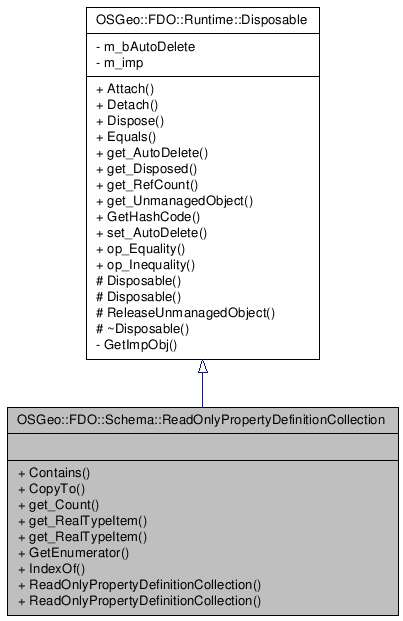 OSGeo::FDO::Runtime::Disposable
- m_bAutoDelete
- m_imp
+ Attach()
+ Detach()
+ Dispose()
+ Equals()
+ get_AutoDelete()
+ get_Disposed()
+ get_RefCount()
+ get_UnmanagedObject()
+ GetHashCode()
+ set_AutoDelete()
+ op_Equality()
+ op_Inequality()
# Disposable()
# Disposable()
# ReleaseUnmanagedObject()
# ~Disposable()
- GetImpObj()
OSGeo::FDO::Schema::ReadOnlyPropertyDefinitionCollection
+ Contains()
+ CopyTo()
+ get_Count()
+ get_RealTypeItem()
+ get_RealTypeItem()
+ GetEnumerator()
+ IndexOf()
+ ReadOnlyPropertyDefinitionCollection()
+ ReadOnlyPropertyDefinitionCollection()